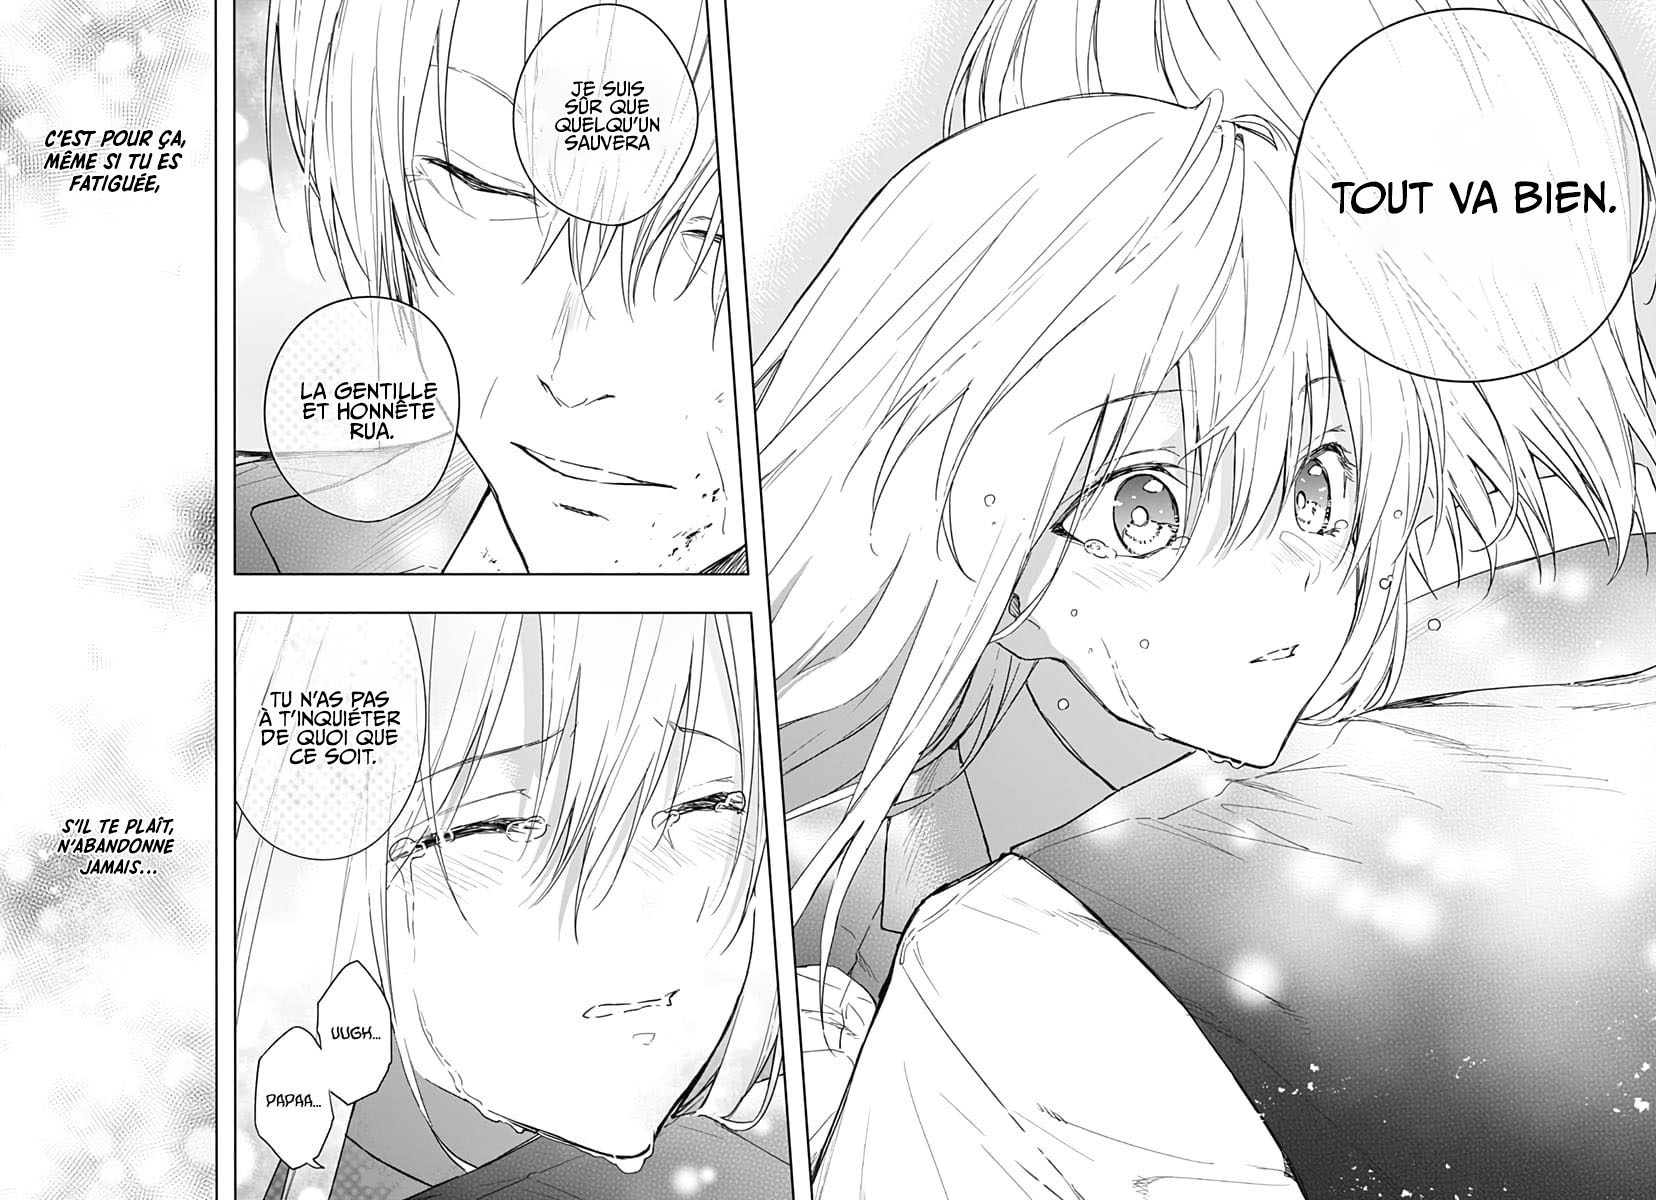 TOUT VA BIEN.
JE SUIS
SÛR QUE
QUELQU'UN
SAUVERA
LA GENTILLE
ET HONNÊTE
RUA.
TU N'AS PAS
À T'INQUIÉTER
DE QUOI QUE
CE SOIT.
UUGH...
PAPAA...
C'EST POUR ÇA,
MÊME SI TU ES
FATIGUÉE,
S'IL TE PLAÎT,
N'ABANDONNE
JAMAIS...